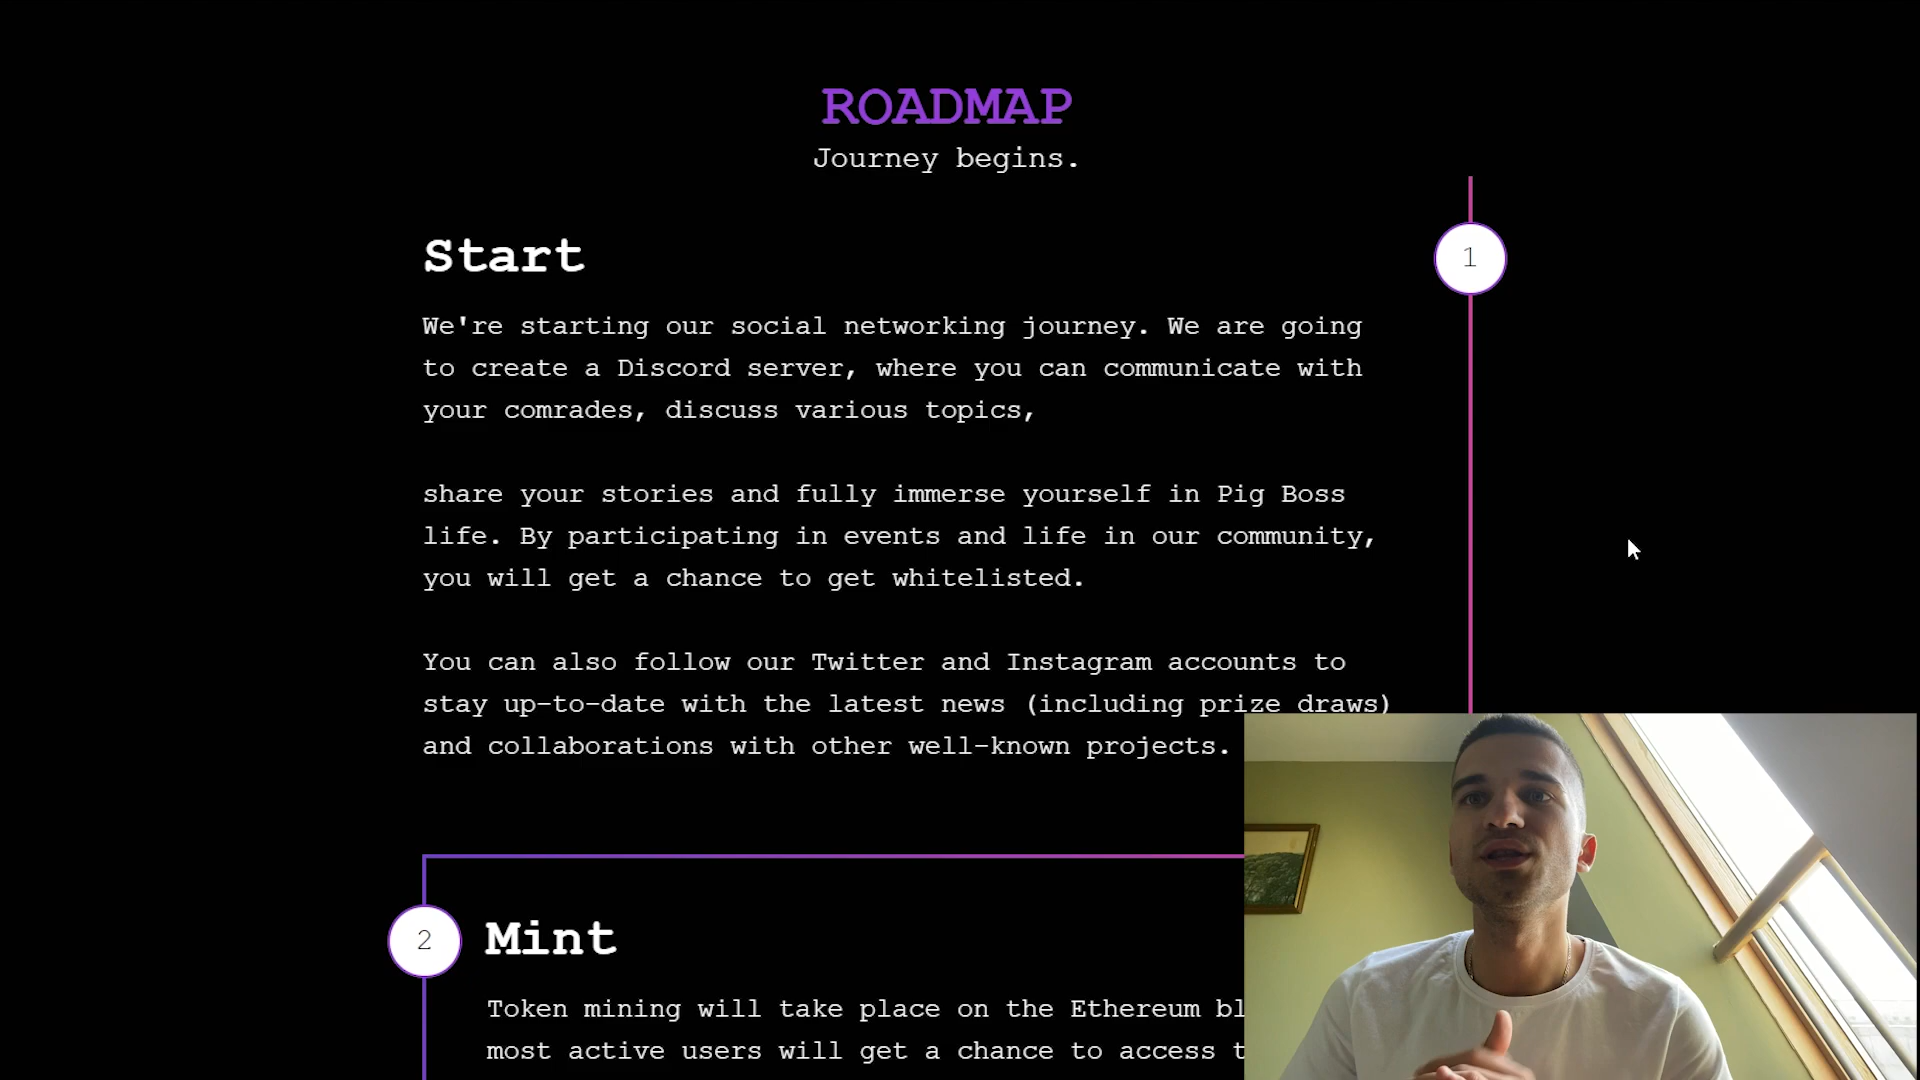 ROADMAP
Journey begins.
Start
1
We're starting our social networking journey. We are going
to create a Discord server, where you can communicate with
your comrades, discuss various topics,
share your stories and fully immerse yourself in Pig Boss
life. By participating in events and life in our community,
you will get a chance to get whitelisted.
You can also follow our Twitter and Instagram accounts to
stay up-to-date with the latest news (including prize draws)
and collaborations with other well-known projects.
2
Mint
Token mining will take place on the Ethereum
most active users will get a chance to access